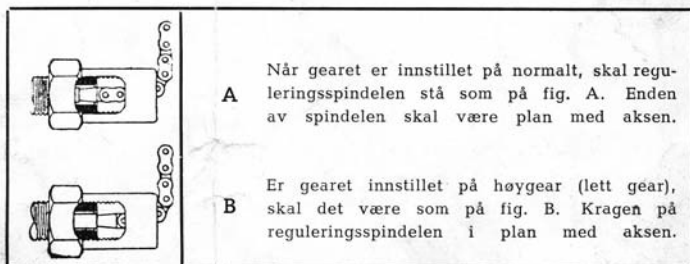 A
Når gearet er innstillet på normalt, skal regu-
leringsspindelen stå som på fig. A. Enden
av spindelen skal være plan med aksen.
B
Er gearet innstillet på høygear (lett gear),
skal det være som på fig. B. Kragen på
reguleringsspindelen i plan med aksen.